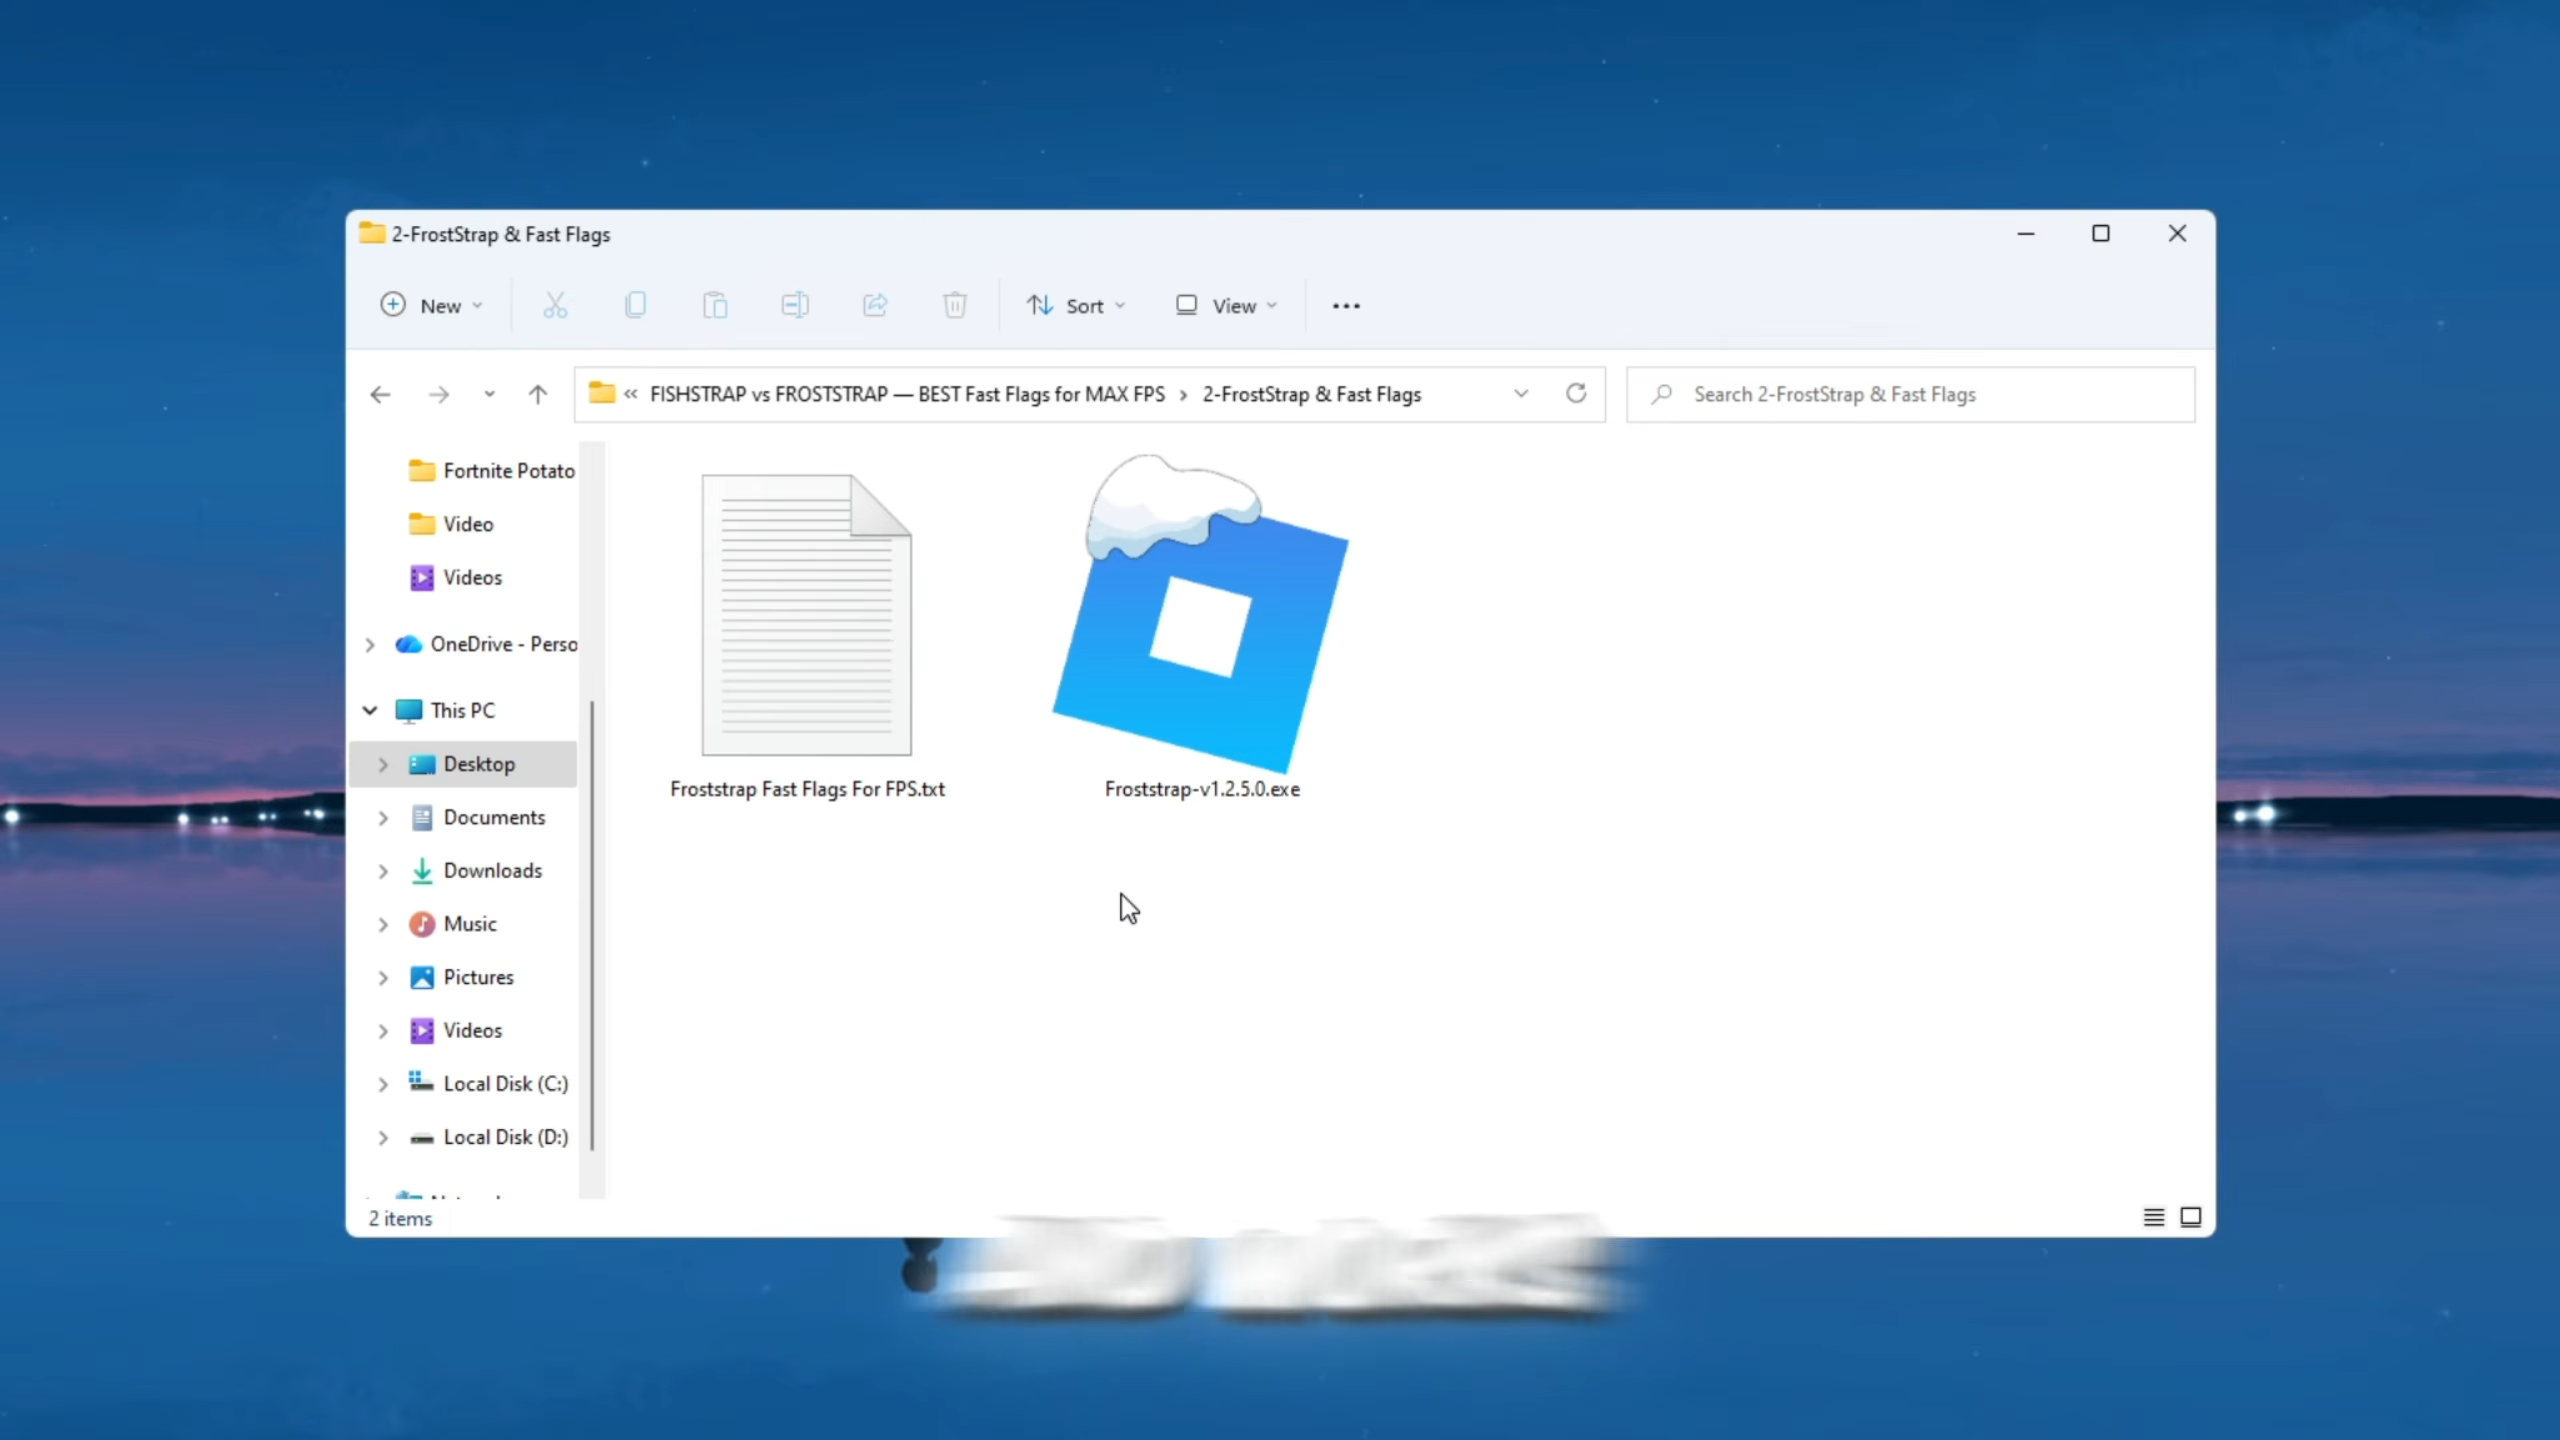 2-FrostStrap & Fast Flags
New
Sort
View
« FISHSTRAP vs FROSTSTRAP — BEST Fast Flags for MAX FPS › 2-FrostStrap & Fast Flags
Search 2-FrostStrap & Fast Flags
Fortnite Potato
Video
Videos
OneDrive - Perso
This PC
Desktop
Documents
Downloads
Music
Pictures
Videos
Local Disk (C:)
Local Disk (D:)
Froststrap Fast Flags For FPS.txt
Froststrap-v1.2.5.0.exe
2 items